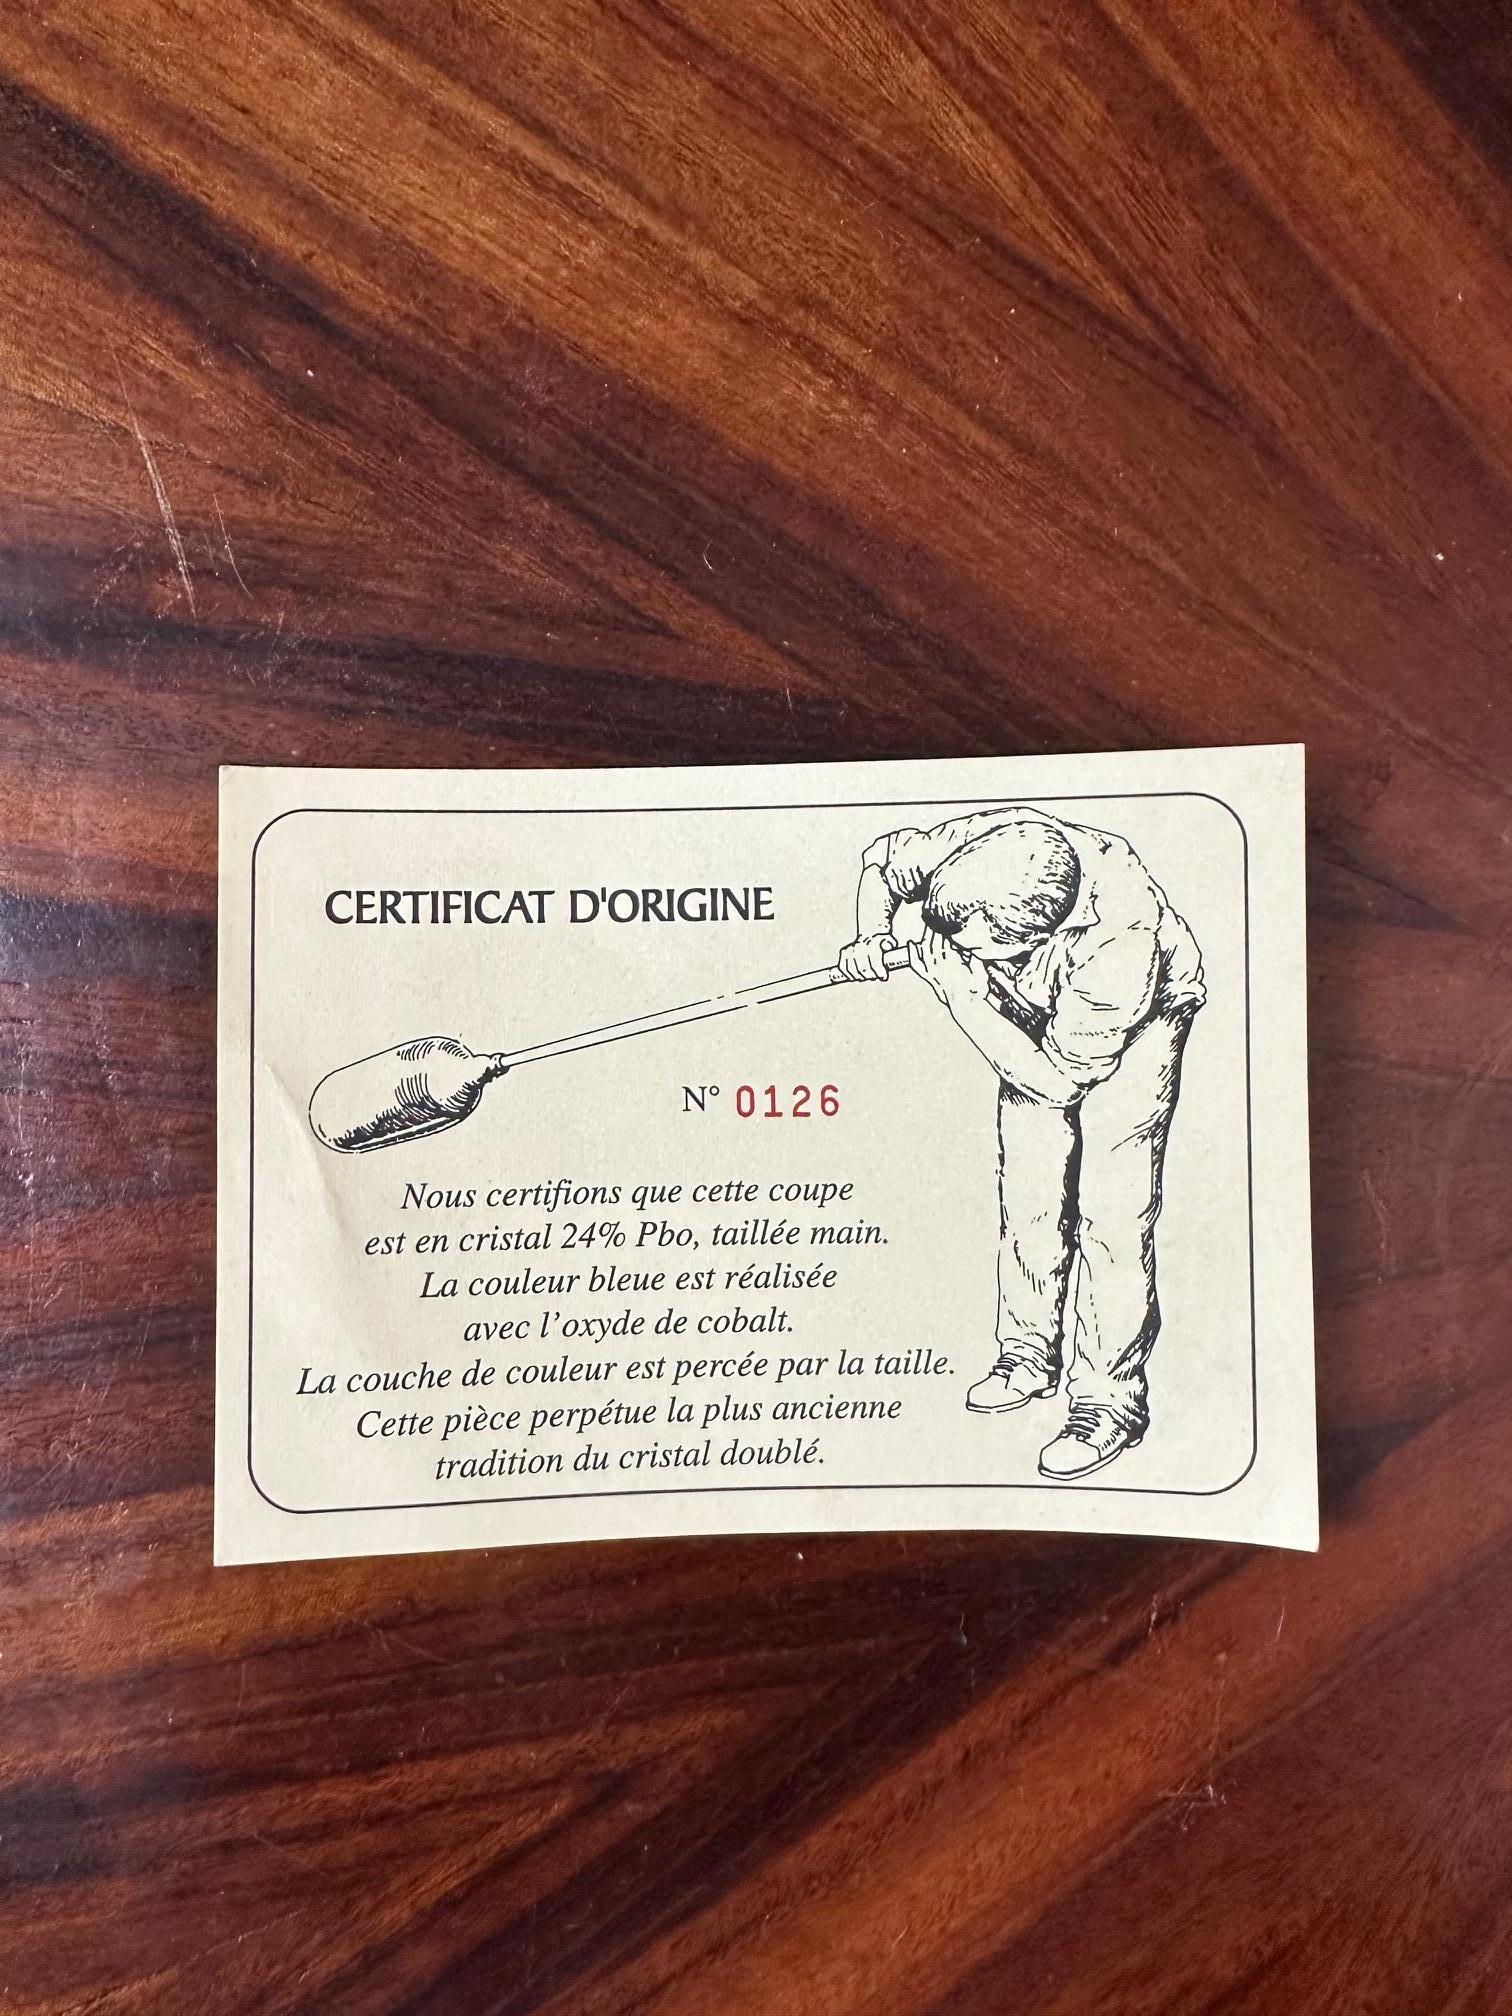 CERTIFICAT D'ORIGINE
N° 0126
Nous certifions que cette coupe
est en cristal 24% Pbo, taillée main.
La couleur bleue est réalisée
avec l'oxyde de cobalt.
La couche de couleur est percée par la taille.
Cette pièce perpétue la plus ancienne
tradition du cristal doublé.